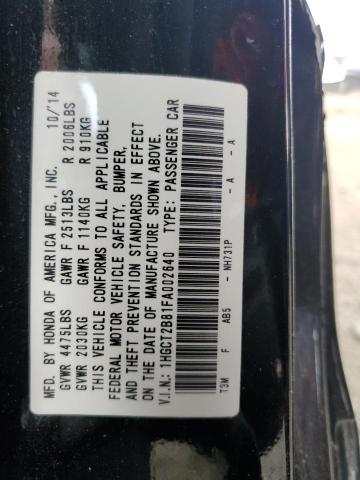 MFD. BY HONDA OF AMERICA MFG., INC. 10/'14
GVWR 4475LBS GAWR F 2513LBS R 2006LBS
GVWR 2030KG GAWR F 1140KG R 910KG
THIS VEHICLE CONFORMS TO ALL APPLICABLE
FEDERAL MOTOR VEHICLE SAFETY, BUMPER,
AND THEFT PREVENTION STANDARDS IN EFFECT
ON THE DATE OF MANUFACTURE SHOWN ABOVE.
V.I.N.: 1HGCT2B81FA002640 TYPE: PASSENGER CAR
T3M F AB5 - NH731P - A - A